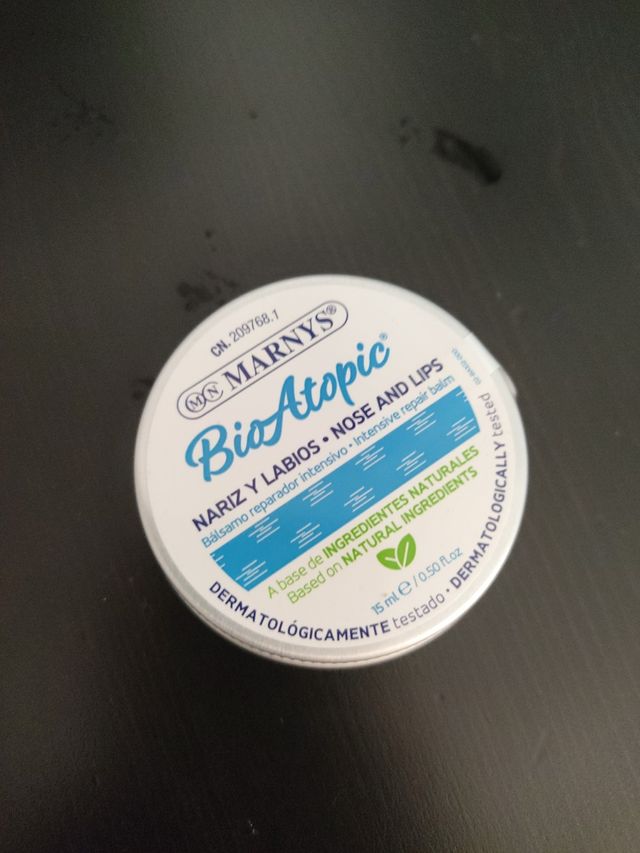 CN. 209768.1
MN MARNYS®
BioAtopic®
NARIZ Y LABIOS • NOSE AND LIPS
Bálsamo reparador intensivo • Intensive repair balm
A base de INGREDIENTES NATURALES
Based on NATURAL INGREDIENTS
15 ml ℮ / 0.50 fl.oz
DERMATOLÓGICAMENTE testado • DERMATOLOGICALLY tested